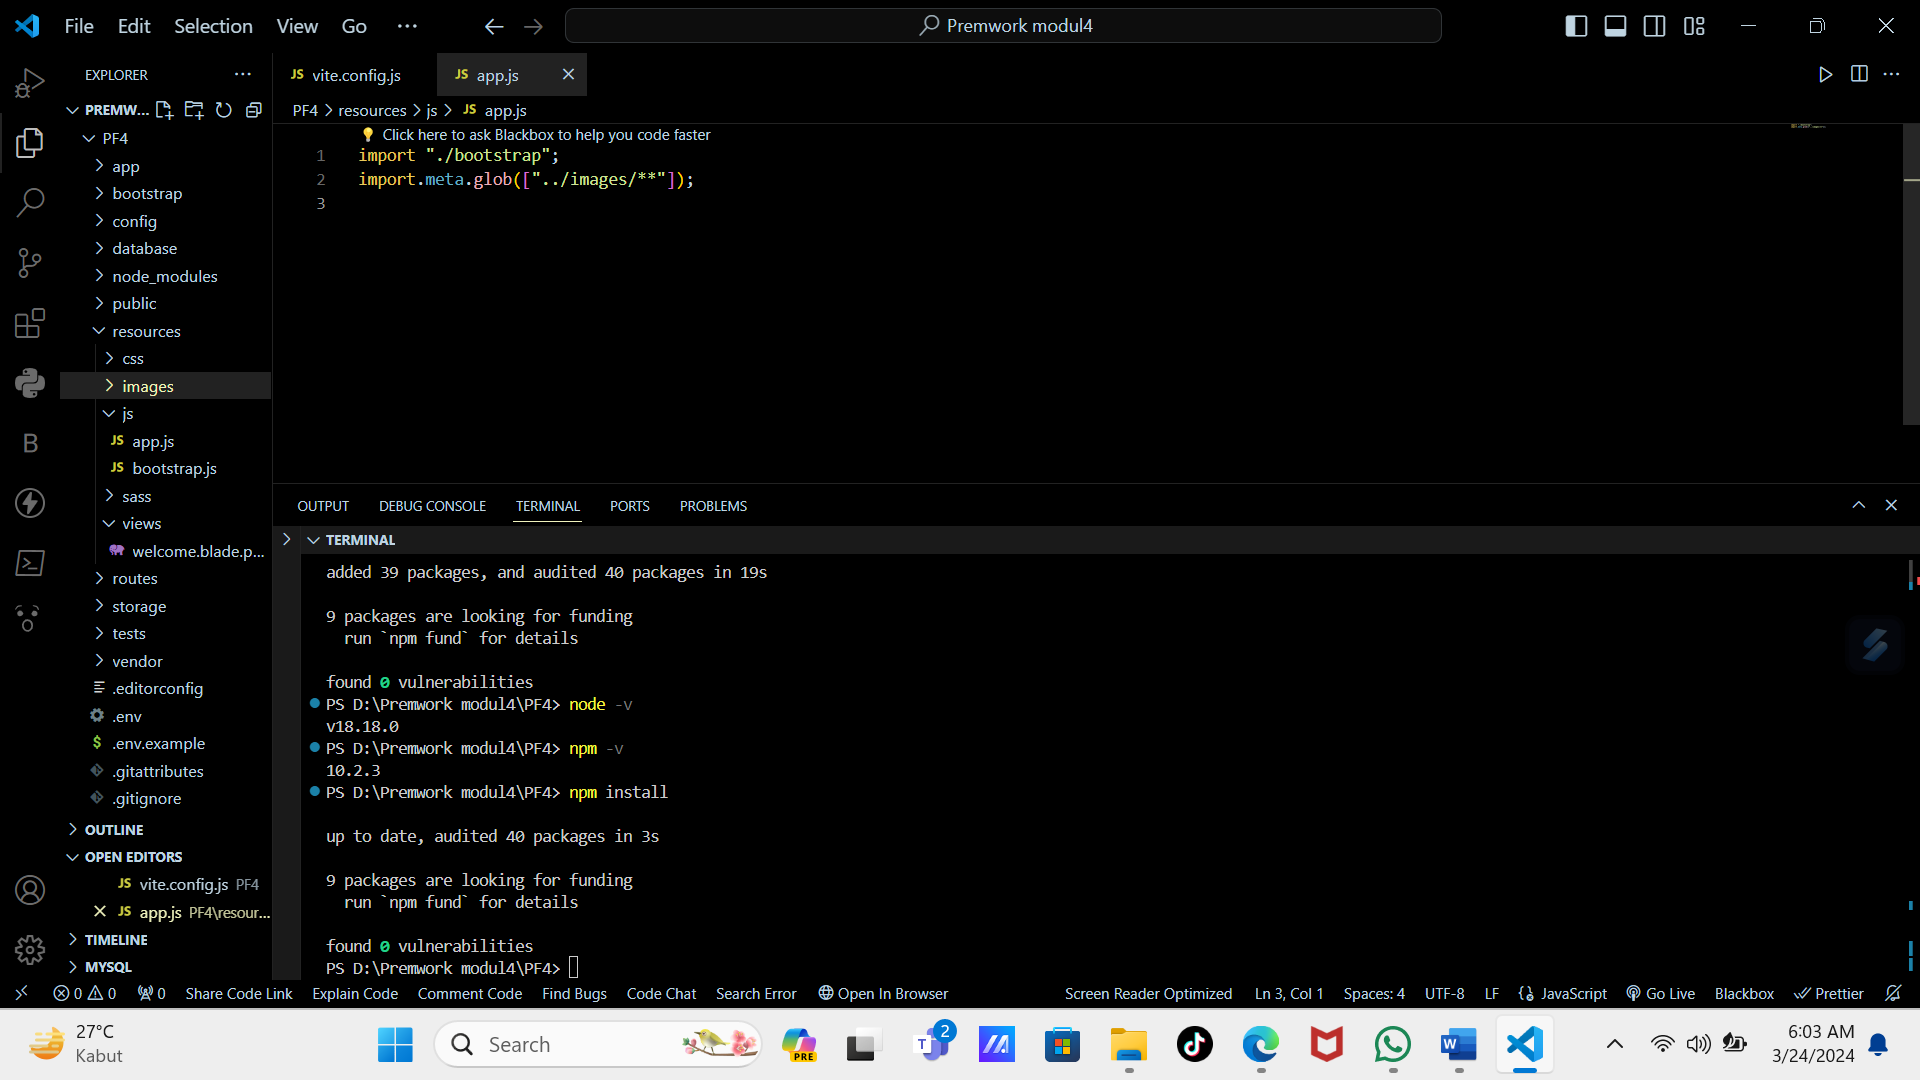 File Edit Selection View Go ···
Premwork modul4
EXPLORER
PREMW...
PF4
app
bootstrap
config
database
node_modules
public
resources
css
images
js
JS app.js
JS bootstrap.js
sass
views
welcome.blade.p...
routes
storage
tests
vendor
.editorconfig
.env
$ .env.example
.gitattributes
.gitignore
OUTLINE
OPEN EDITORS
JS vite.config.js PF4
JS app.js PF4\resour...
TIMELINE
MYSQL
JS vite.config.js
JS app.js
PF4 > resources > js > JS app.js
Click here to ask Blackbox to help you code faster
1 import "./bootstrap";
2 import.meta.glob(["../images/**"]);
3
OUTPUT DEBUG CONSOLE TERMINAL PORTS PROBLEMS
TERMINAL
added 39 packages, and audited 40 packages in 19s
9 packages are looking for funding
run `npm fund` for details
found 0 vulnerabilities
PS D:\Premwork modul4\PF4> node -v
v18.18.0
PS D:\Premwork modul4\PF4> npm -v
10.2.3
PS D:\Premwork modul4\PF4> npm install
up to date, audited 40 packages in 3s
9 packages are looking for funding
run `npm fund` for details
found 0 vulnerabilities
PS D:\Premwork modul4\PF4>
0 0 0 Share Code Link Explain Code Comment Code Find Bugs Code Chat Search Error Open In Browser Screen Reader Optimized Ln 3, Col 1 Spaces: 4 UTF-8 LF {} JavaScript Go Live Blackbox Prettier
27°C
Kabut
Search
PRE
2
6:03 AM
3/24/2024